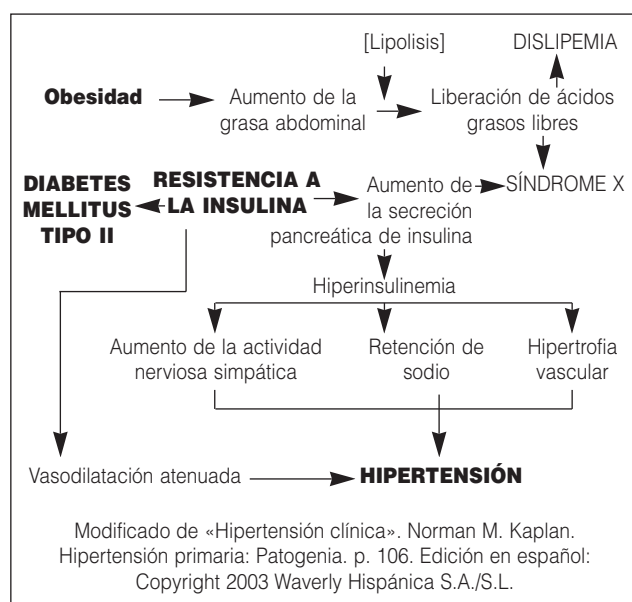 [Lipolisis]
DISLIPEMIA
Obesidad
Aumento de la
grasa abdominal
Liberación de ácidos
grasos libres
DIABETES
MELLITUS
TIPO II
RESISTENCIA A
LA INSULINA
Aumento de
la secreción
pancreática de insulina
SÍNDROME X
Hiperinsulinemia
Aumento de la actividad
nerviosa simpática
Retención de
sodio
Hipertrofia
vascular
Vasodilatación atenuada
HIPERTENSIÓN
Modificado de «Hipertensión clínica». Norman M. Kaplan.
Hipertensión primaria: Patogenia. p. 106. Edición en español:
Copyright 2003 Waverly Hispánica S.A./S.L.